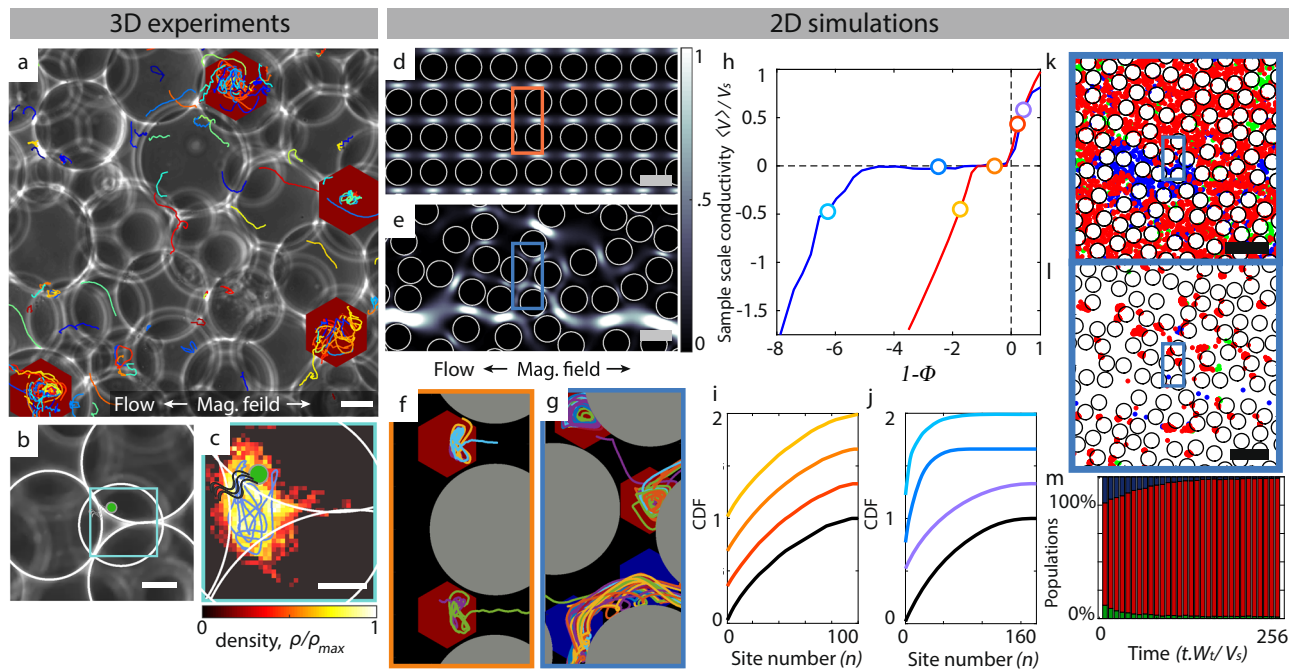 3D experiments
2D simulations
a
Flow ← Mag. feild →
b
c
0
1
density, ρ/ρmax
d
1
.5
0
e
Flow ← Mag. field →
f
g
h
Sample scale conductivity ⟨V⟩/ Vs
1
0.5
0
-0.5
-1
-1.5
-8
-6
-4
-2
0
1
1-Φ
i
CDF
2
1
0
0
100
Site number (n)
j
CDF
2
1
0
0
180
Site number (n)
k
l
m
Populations
100%
0%
0
256
Time (t.Wt/ Vs)